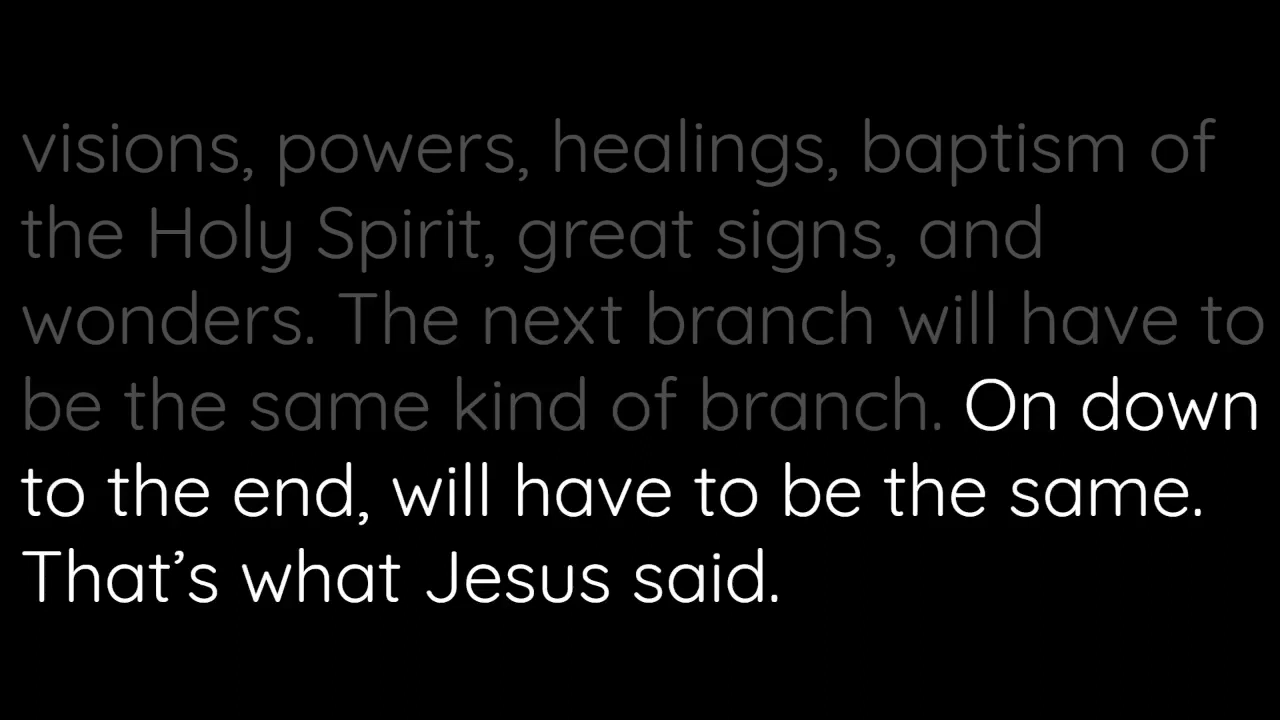 visions, powers, healings, baptism of
the Holy Spirit, great signs, and
wonders. The next branch will have to
be the same kind of branch. On down
to the end, will have to be the same.
That’s what Jesus said.